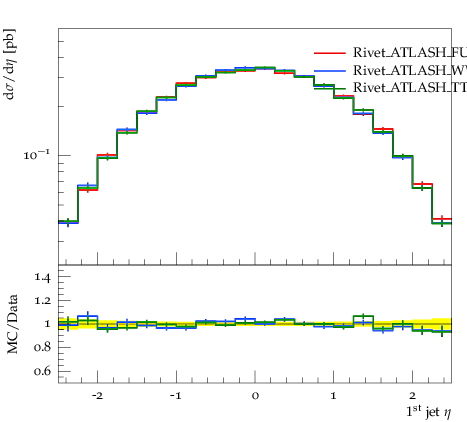 dσ/dη [pb]
Rivet_ATLASH_FU
Rivet_ATLASH_W
Rivet_ATLASH_TT
10⁻¹
MC/Data
1.4
1.2
1
0.8
0.6
-2 -1 0 1 2
1ˢᵗ jet η